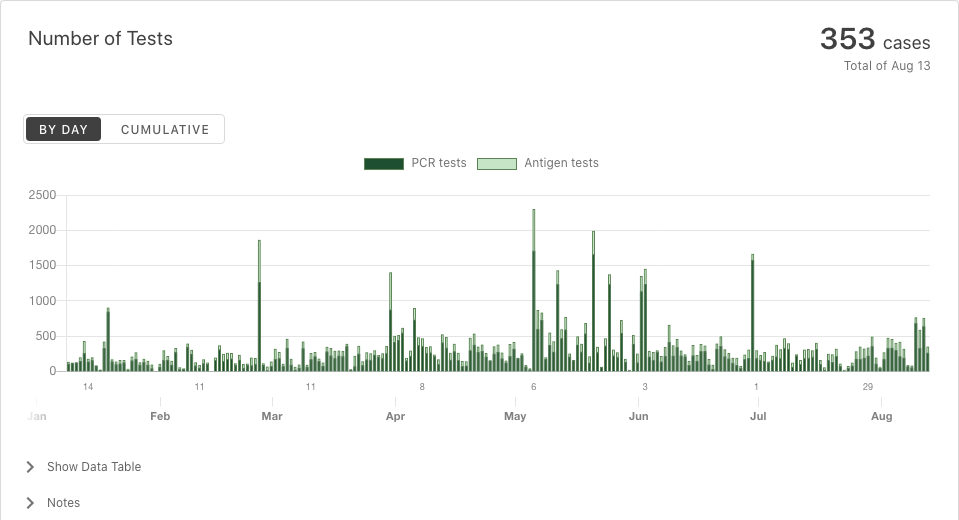 Number of Tests
353 cases
Total of Aug 13
BY DAY CUMULATIVE
PCR tests Antigen tests
2500
2000
1500
1000
500
0
14 11 11 8 6 3 1 29
Jan Feb Mar Apr May Jun Jul Aug
Show Data Table
Notes